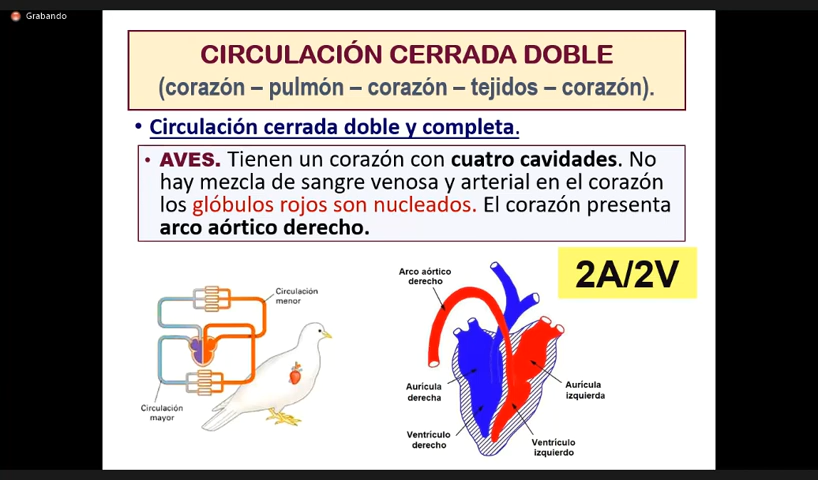 Grabando
CIRCULACIÓN CERRADA DOBLE
(corazón – pulmón – corazón – tejidos – corazón).
• Circulación cerrada doble y completa.
• AVES. Tienen un corazón con cuatro cavidades. No
hay mezcla de sangre venosa y arterial en el corazón
los glóbulos rojos son nucleados. El corazón presenta
arco aórtico derecho.
2A/2V
Circulación
menor
Circulación
mayor
Arco aórtico
derecho
Aurícula
derecha
Aurícula
izquierda
Ventrículo
derecho
Ventrículo
izquierdo